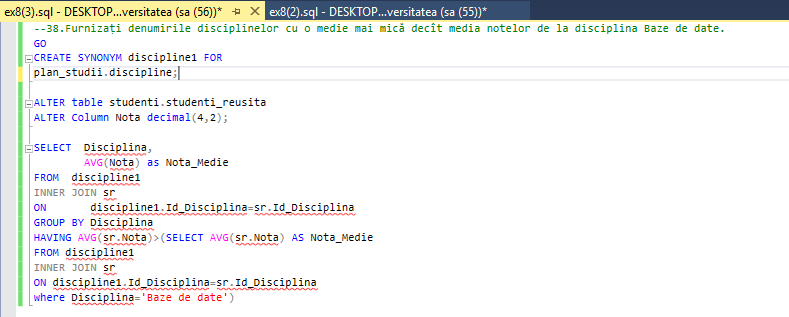 ex8(3).sql - DESKTOP...versitatea (sa (56))* ex8(2).sql - DESKTOP...versitatea (sa (55))*
--38.Furnizați denumirile disciplinelor cu o medie mai mică decît media notelor de la disciplina Baze de date.
GO
CREATE SYNONYM discipline1 FOR
plan_studii.discipline;
ALTER table studenti.studenti_reusita
ALTER Column Nota decimal(4,2);
SELECT Disciplina,
AVG(Nota) as Nota_Medie
FROM discipline1
INNER JOIN sr
ON discipline1.Id_Disciplina=sr.Id_Disciplina
GROUP BY Disciplina
HAVING AVG(sr.Nota)>(SELECT AVG(sr.Nota) AS Nota_Medie
FROM discipline1
INNER JOIN sr
ON discipline1.Id_Disciplina=sr.Id_Disciplina
where Disciplina='Baze de date')